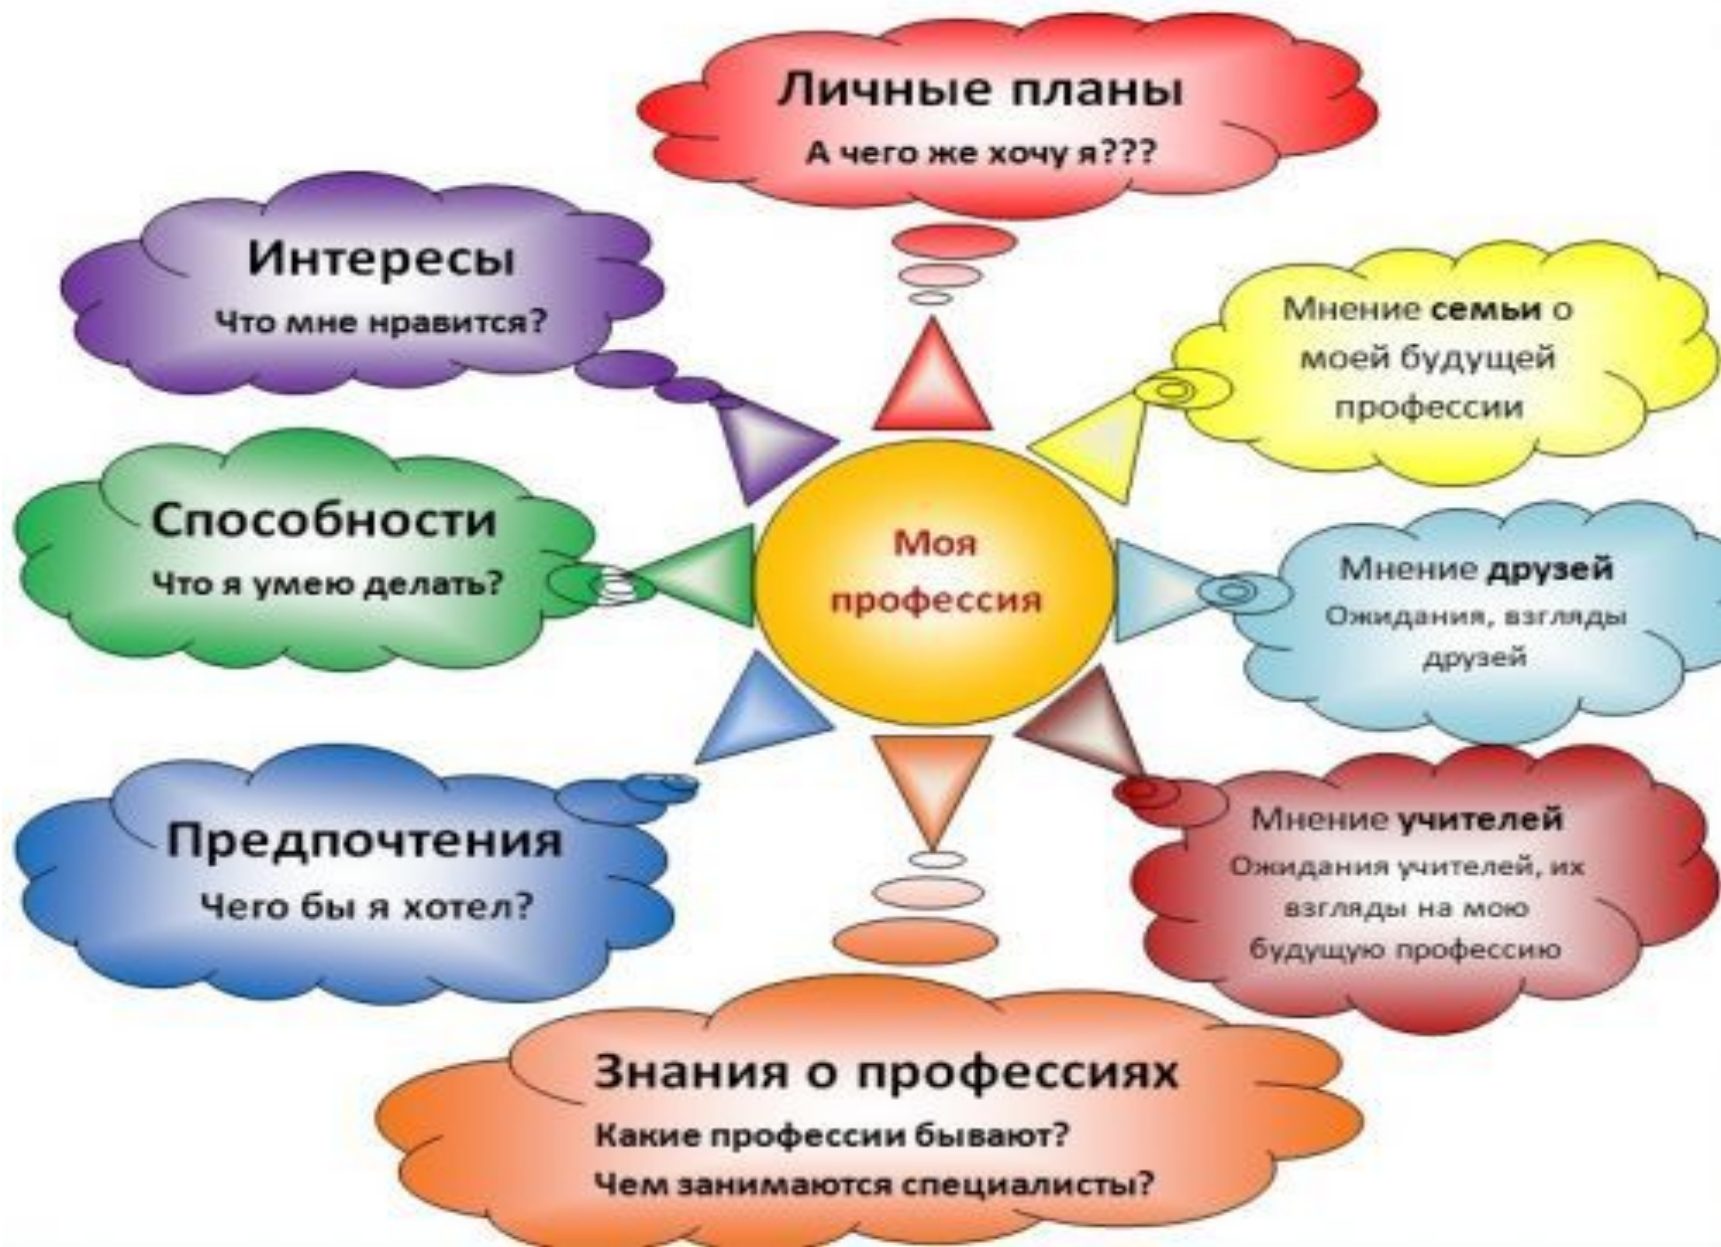 Личные планы
А чего же хочу я???
Интересы
Что мне нравится?
Мнение семьи о
моей будущей
профессии
Способности
Что я умею делать?
Моя
профессия
Мнение друзей
Ожидания, взгляды
друзей
Предпочтения
Чего бы я хотел?
Мнение учителей
Ожидания учителей, их
взгляды на мою
будущую профессию
Знания о профессиях
Какие профессии бывают?
Чем занимаются специалисты?